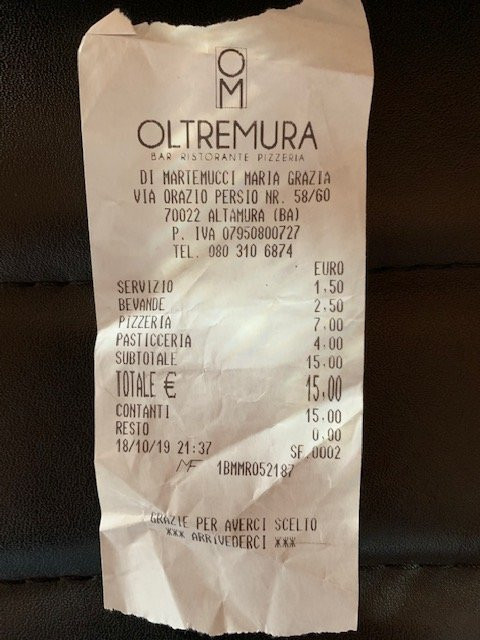 OM
OLTREMURA
BAR RISTORANTE PIZZERIA
DI MARTEMUCCI MARIA GRAZIA
VIA ORAZIO PERSIO NR. 58/60
70022 ALTAMURA (BA)
P. IVA 07950800727
TEL. 080 310 6874
EURO
SERVIZIO 1,50
BEVANDE 2,50
PIZZERIA 7,00
PASTICCERIA 4,00
SUBTOTALE 15,00
TOTALE € 15,00
CONTANTI 15,00
RESTO 0,00
18/10/19 21:37 SF.0002
MF 1BMMR052187
GRAZIE PER AVERCI SCELTO
*** ARRIVEDERCI ***